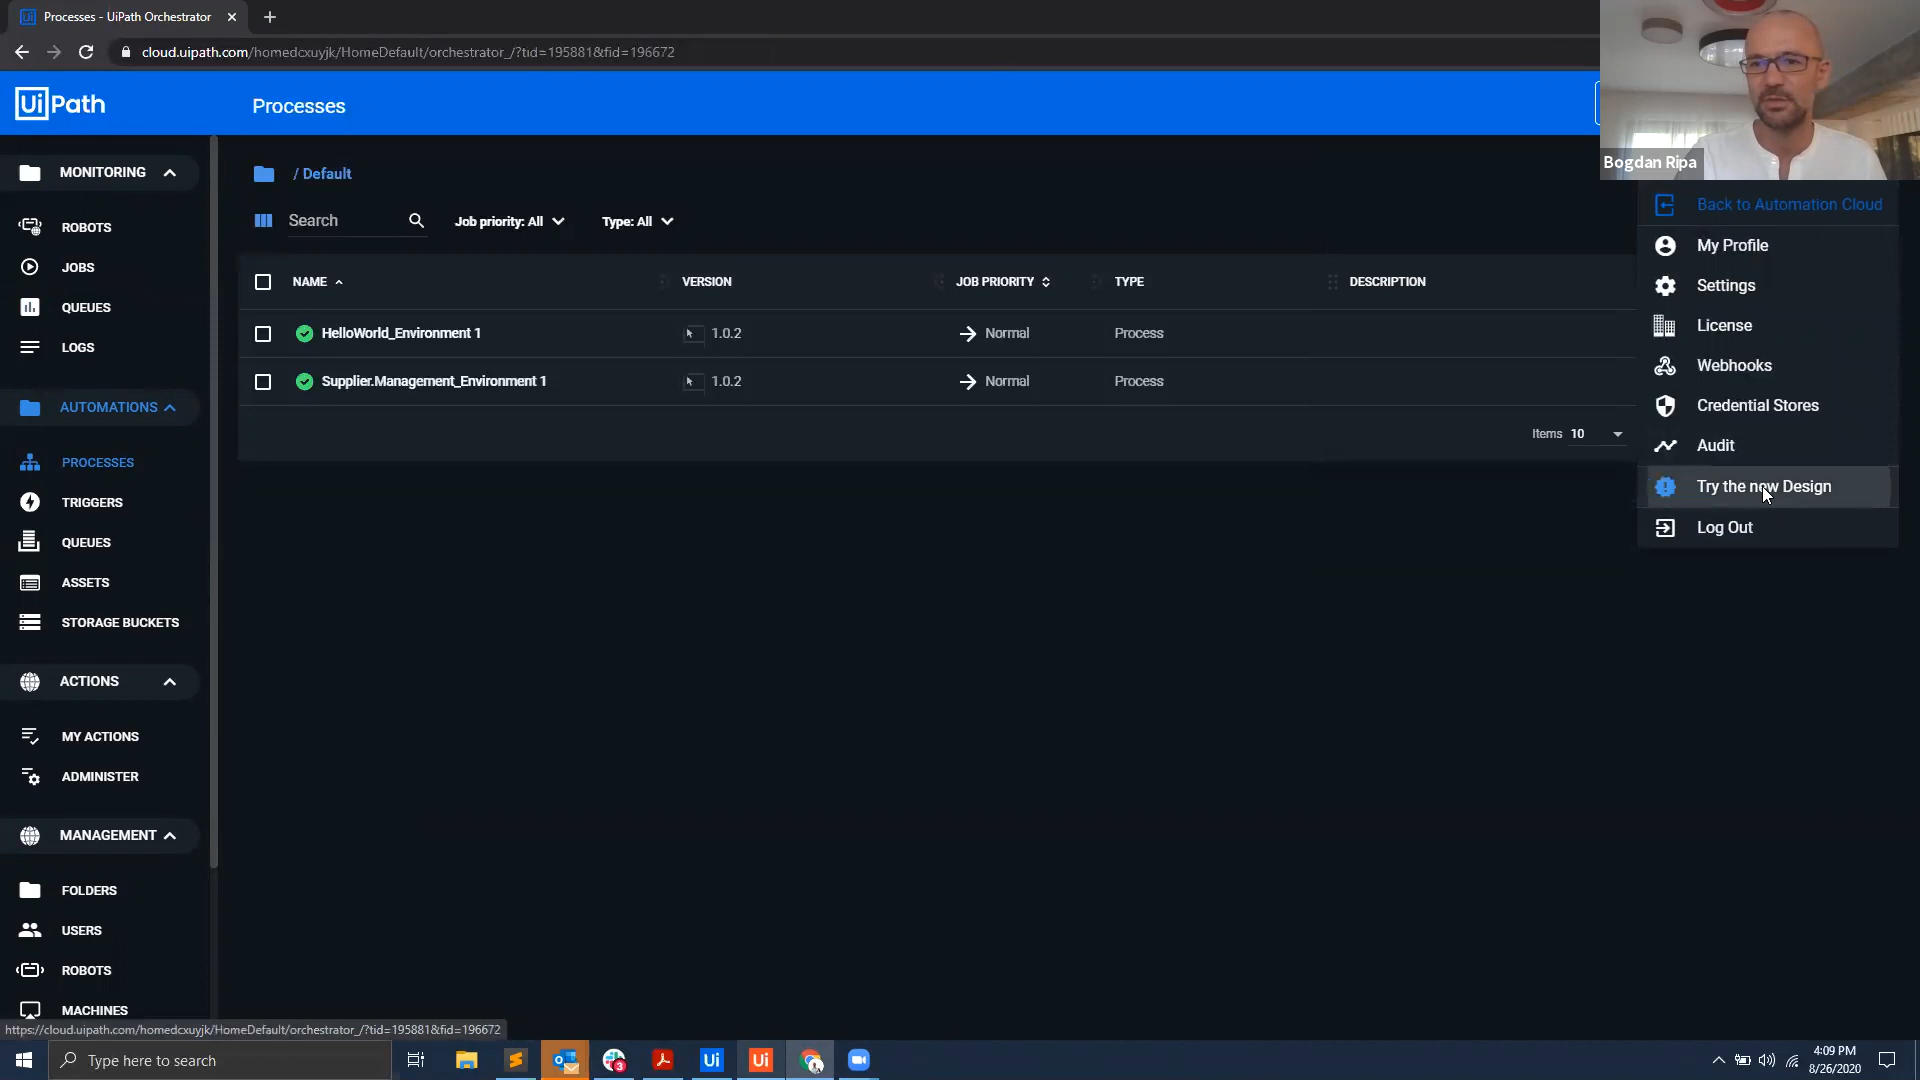 Processes - UiPath Orchestrator
cloud.uipath.com/homedcxuyjk/HomeDefault/orchestrator_/?tid=195881&fid=196672
UiPath
Processes
Bogdan Ripa
MONITORING
ROBOTS
JOBS
QUEUES
LOGS
AUTOMATIONS
PROCESSES
TRIGGERS
QUEUES
ASSETS
STORAGE BUCKETS
ACTIONS
MY ACTIONS
ADMINISTER
MANAGEMENT
FOLDERS
USERS
ROBOTS
MACHINES
/ Default
Search
Job priority: All
Type: All
NAME VERSION JOB PRIORITY TYPE DESCRIPTION
HelloWorld_Environment 1 1.0.2 Normal Process
Supplier.Management_Environment 1 1.0.2 Normal Process
Items 10
Back to Automation Cloud
My Profile
Settings
License
Webhooks
Credential Stores
Audit
Try the new Design
Log Out
https://cloud.uipath.com/homedcxuyjk/HomeDefault/orchestrator_/?tid=195881&fid=196672
Type here to search
3
Ui
Ui
4:09 PM
8/26/2020